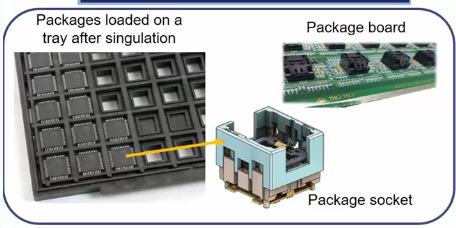 Packages loaded on a
tray after singulation
Package board
Package socket